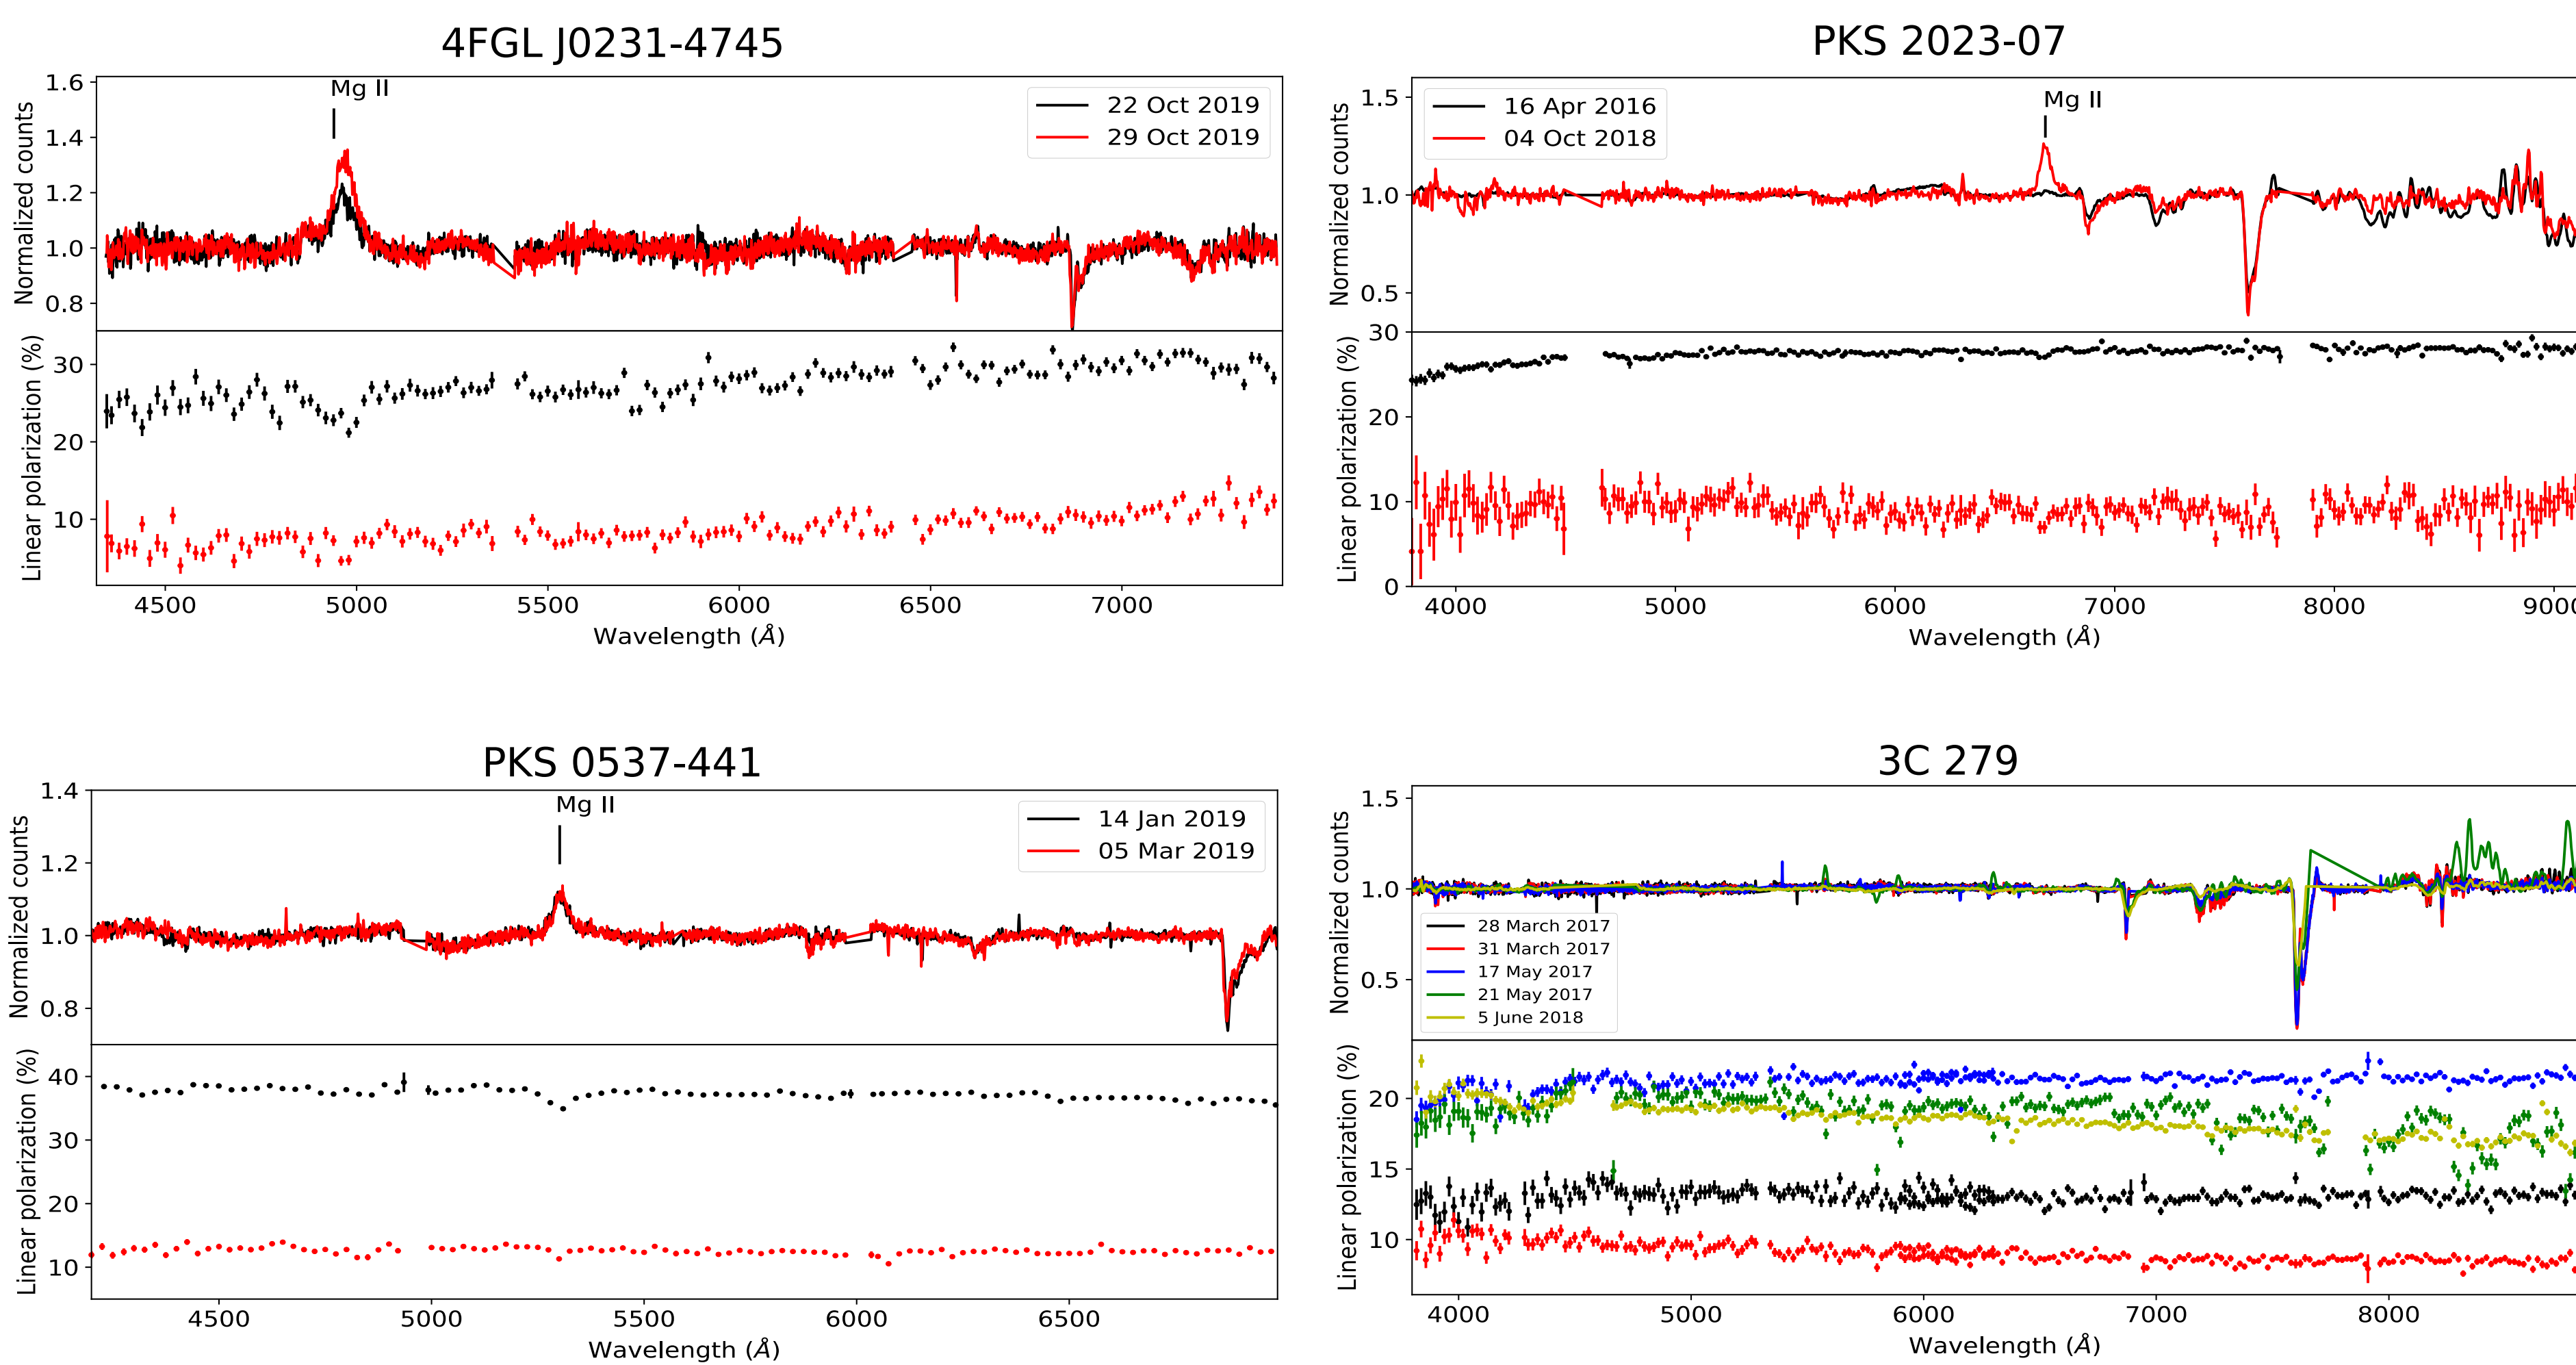 4FGL J0231-4745
Mg II
22 Oct 2019
29 Oct 2019
Normalized counts
1.6
1.4
1.2
1.0
0.8
Linear polarization (%)
30
20
10
4500 5000 5500 6000 6500 7000
Wavelength (Å)
PKS 2023-07
16 Apr 2016
04 Oct 2018
Mg II
Normalized counts
1.5
1.0
0.5
Linear polarization (%)
30
20
10
0
4000 5000 6000 7000 8000 9000
Wavelength (Å)
PKS 0537-441
Mg II
14 Jan 2019
05 Mar 2019
Normalized counts
1.4
1.2
1.0
0.8
Linear polarization (%)
40
30
20
10
4500 5000 5500 6000 6500
Wavelength (Å)
3C 279
Normalized counts
1.5
1.0
0.5
28 March 2017
31 March 2017
17 May 2017
21 May 2017
5 June 2018
Linear polarization (%)
20
15
10
4000 5000 6000 7000 8000
Wavelength (Å)